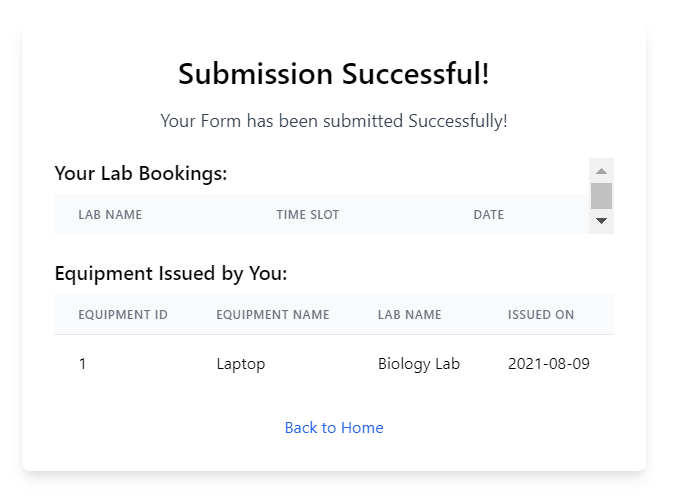 Submission Successful!
Your Form has been submitted Successfully!
Your Lab Bookings:
LAB NAME TIME SLOT DATE
Equipment Issued by You:
EQUIPMENT ID EQUIPMENT NAME LAB NAME ISSUED ON
1 Laptop Biology Lab 2021-08-09
Back to Home